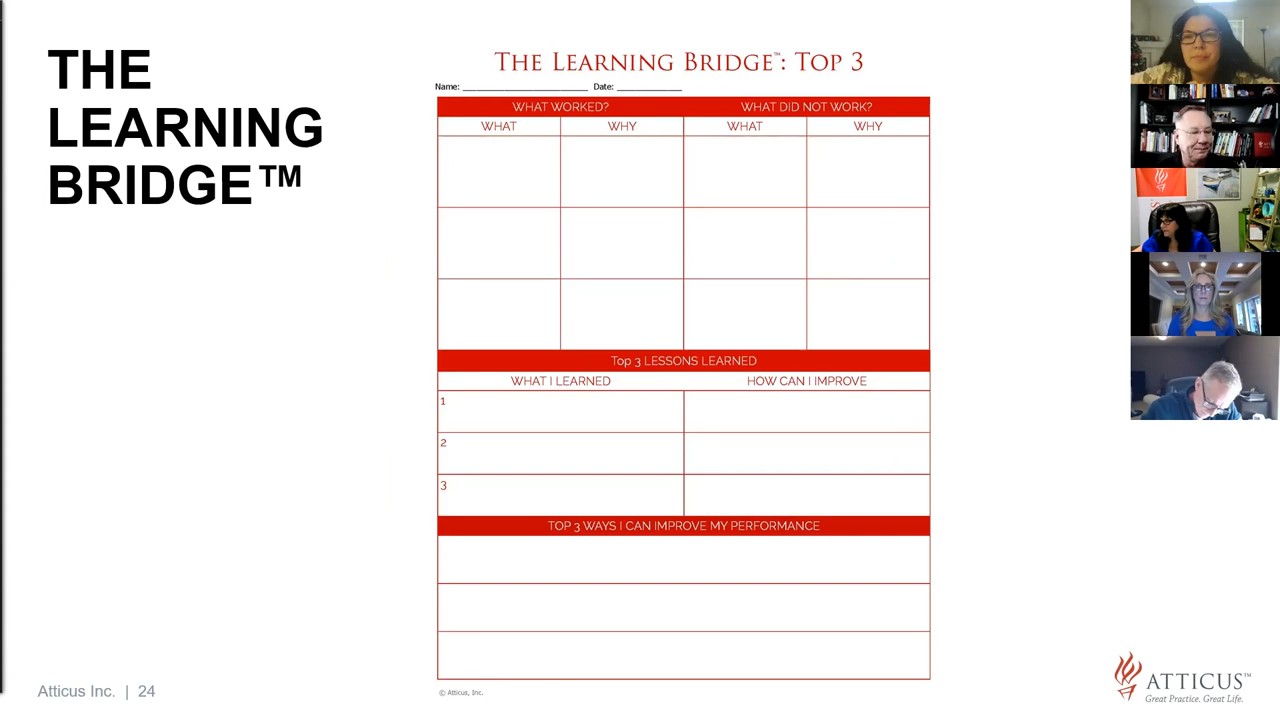 THE
LEARNING
BRIDGE™
THE LEARNING BRIDGE™: TOP 3
Name: ____________________________ Date: ______________
WHAT WORKED? WHAT DID NOT WORK?
WHAT WHY WHAT WHY
Top 3 LESSONS LEARNED
WHAT I LEARNED HOW CAN I IMPROVE
1
2
3
TOP 3 WAYS I CAN IMPROVE MY PERFORMANCE
© Atticus, Inc.
Atticus Inc. | 24
ATTICUS™
Great Practice. Great Life.